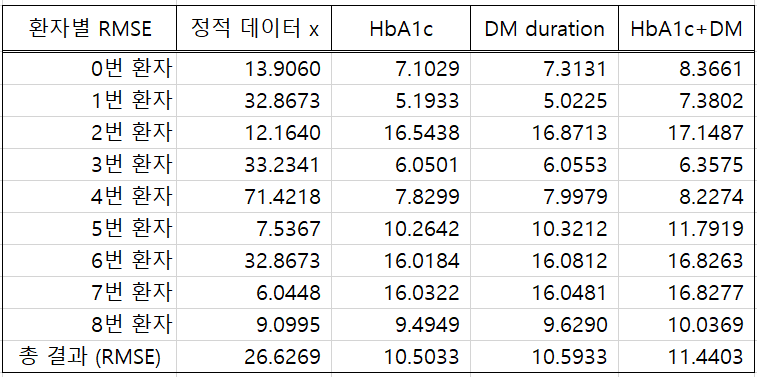 환자별 RMSE 정적 데이터 x HbA1c DM duration HbA1c+DM
0번 환자 13.9060 7.1029 7.3131 8.3661
1번 환자 32.8673 5.1933 5.0225 7.3802
2번 환자 12.1640 16.5438 16.8713 17.1487
3번 환자 33.2341 6.0501 6.0553 6.3575
4번 환자 71.4218 7.8299 7.9979 8.2274
5번 환자 7.5367 10.2642 10.3212 11.7919
6번 환자 32.8673 16.0184 16.0812 16.8263
7번 환자 6.0448 16.0322 16.0481 16.8277
8번 환자 9.0995 9.4949 9.6290 10.0369
총 결과 (RMSE) 26.6269 10.5033 10.5933 11.4403